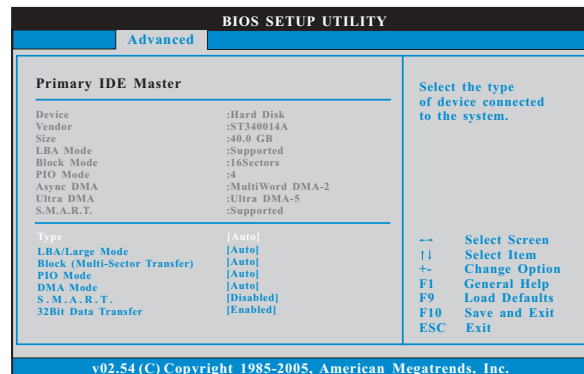 BIOS SETUP UTILITY
Advanced
Primary IDE Master
Device :Hard Disk
Vendor :ST340014A
Size :40.0 GB
LBA Mode :Supported
Block Mode :16Sectors
PIO Mode :4
Async DMA :MultiWord DMA-2
Ultra DMA :Ultra DMA-5
S.M.A.R.T. :Supported
Type [Auto]
LBA/Large Mode [Auto]
Block (Multi-Sector Transfer) [Auto]
PIO Mode [Auto]
DMA Mode [Auto]
S.M.A.R.T. [Disabled]
32Bit Data Transfer [Enabled]
Select the type
of device connected
to the system.
←→ Select Screen
↑↓ Select Item
+- Change Option
F1 General Help
F9 Load Defaults
F10 Save and Exit
ESC Exit
v02.54 (C) Copyright 1985-2005, American Megatrends, Inc.